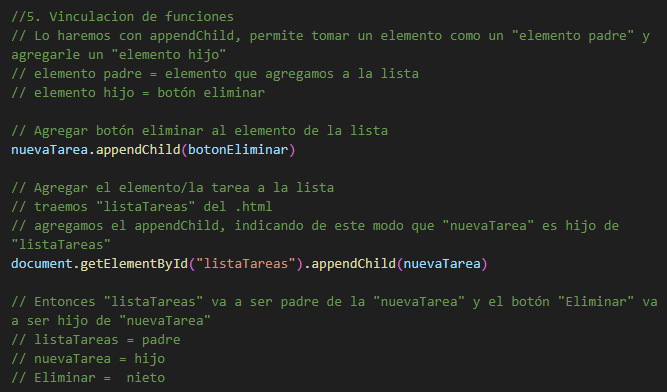 //5. Vinculacion de funciones
// Lo haremos con appendChild, permite tomar un elemento como un "elemento padre" y
agregarle un "elemento hijo"
// elemento padre = elemento que agregamos a la lista
// elemento hijo = botón eliminar
// Agregar botón eliminar al elemento de la lista
nuevaTarea.appendChild(botonEliminar)
// Agregar el elemento/la tarea a la lista
// traemos "listaTareas" del .html
// agregamos el appendChild, indicando de este modo que "nuevaTarea" es hijo de
"listaTareas"
document.getElementById("listaTareas").appendChild(nuevaTarea)
// Entonces "listaTareas" va a ser padre de la "nuevaTarea" y el botón "Eliminar" va
a ser hijo de "nuevaTarea"
// listaTareas = padre
// nuevaTarea = hijo
// Eliminar =  nieto